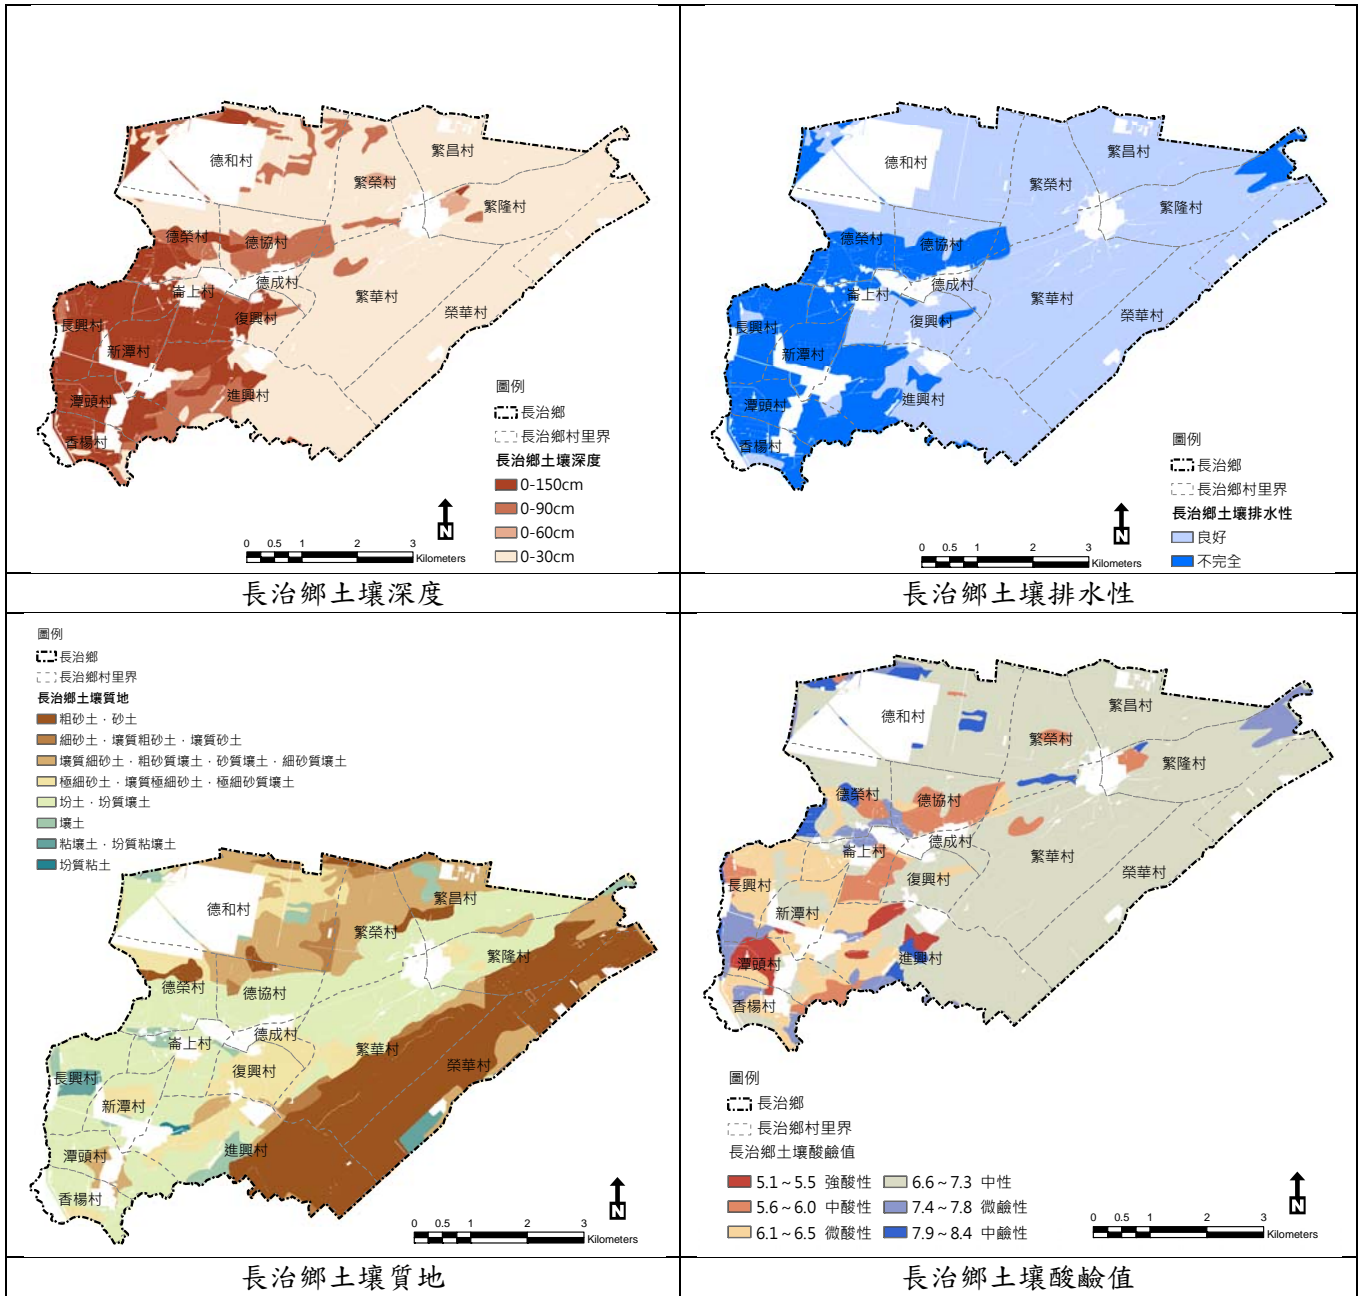 德和村
繁昌村
繁榮村
繁隆村
德榮村
德協村
德成村
崙上村
繁華村
榮華村
復興村
長興村
新潭村
潭頭村
進興村
香楊村
圖例
長治鄉
長治鄉村里界
長治鄉土壤深度
0-150cm
0-90cm
0-60cm
0-30cm
N
0 0.5 1 2 3
Kilometers
長治鄉土壤深度
德和村
繁昌村
繁榮村
繁隆村
德榮村
德協村
德成村
崙上村
繁華村
榮華村
復興村
長興村
新潭村
潭頭村
進興村
香楊村
圖例
長治鄉
長治鄉村里界
長治鄉土壤排水性
良好
不完全
N
0 0.5 1 2 3
Kilometers
長治鄉土壤排水性
圖例
長治鄉
長治鄉村里界
長治鄉土壤質地
粗砂土．砂土
細砂土．壤質粗砂土．壤質砂土
壤質細砂土．粗砂質壤土．砂質壤土．細砂質壤土
極細砂土．壤質極細砂土．極細砂質壤土
坋土．坋質壤土
壤土
粘壤土．坋質粘壤土
坋質粘土
德和村
繁昌村
繁榮村
繁隆村
德榮村
德協村
德成村
崙上村
繁華村
榮華村
復興村
長興村
新潭村
潭頭村
進興村
香楊村
N
0 0.5 1 2 3
Kilometers
長治鄉土壤質地
德和村
繁昌村
繁榮村
繁隆村
德榮村
德協村
德成村
崙上村
繁華村
榮華村
復興村
長興村
新潭村
潭頭村
進興村
香楊村
圖例
長治鄉
長治鄉村里界
長治鄉土壤酸鹼值
5.1～5.5 強酸性
5.6～6.0 中酸性
6.1～6.5 微酸性
6.6～7.3 中性
7.4～7.8 微鹼性
7.9～8.4 中鹼性
N
0 0.5 1 2 3
Kilometers
長治鄉土壤酸鹼值